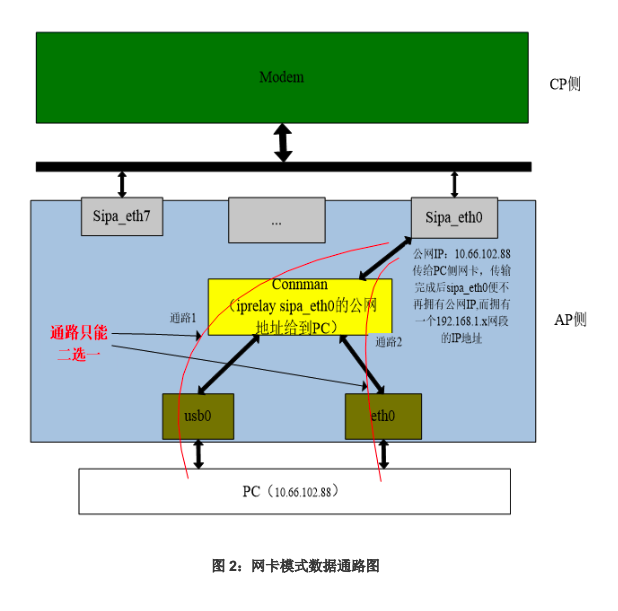 Modem
CP侧
Sipa_eth7
...
Sipa_eth0
公网IP：10.66.102.88
传给PC侧网卡，传输
完成后sipa_eth0便不
再拥有公网IP,而拥有
一个192.168.1.x网段
的IP地址
Connman
（iprelay sipa_eth0的公网
地址给到PC）
通路1
通路只能
二选一
通路2
AP侧
usb0
eth0
PC（10.66.102.88）
图 2：网卡模式数据通路图